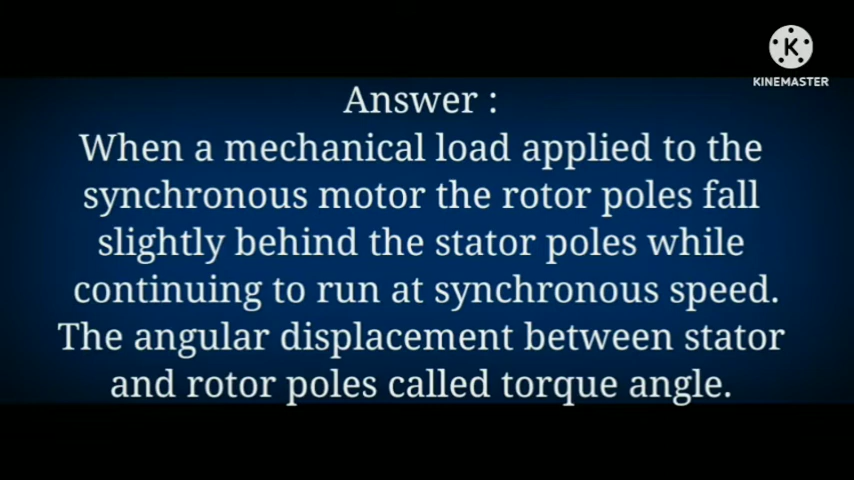 K
KINEMASTER
Answer :
When a mechanical load applied to the
synchronous motor the rotor poles fall
slightly behind the stator poles while
continuing to run at synchronous speed.
The angular displacement between stator
and rotor poles called torque angle.